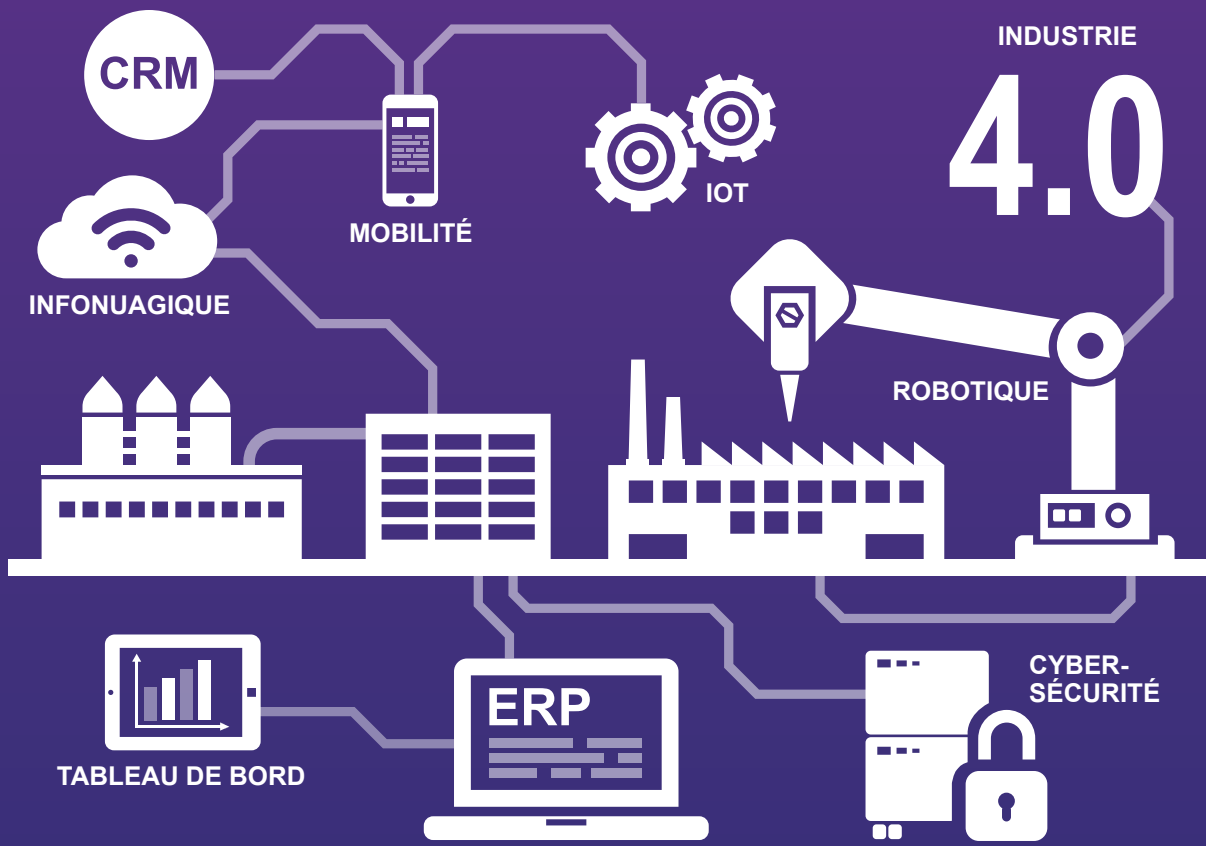 CRM
INDUSTRIE
4.0
IOT
MOBILITÉ
INFONUAGIQUE
ROBOTIQUE
ERP
CYBER-
SÉCURITÉ
TABLEAU DE BORD